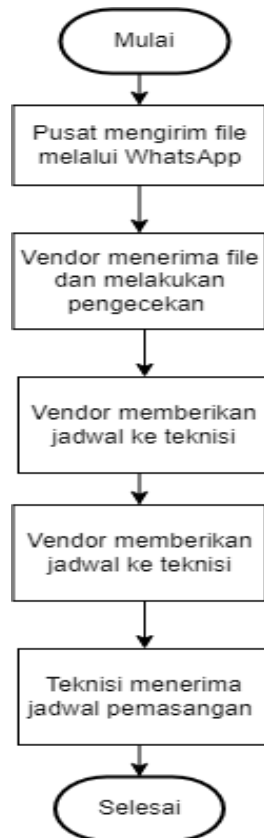 Mulai
Pusat mengirim file
melalui WhatsApp
Vendor menerima file
dan melakukan
pengecekan
Vendor memberikan
jadwal ke teknisi
Vendor memberikan
jadwal ke teknisi
Teknisi menerima
jadwal pemasangan
Selesai